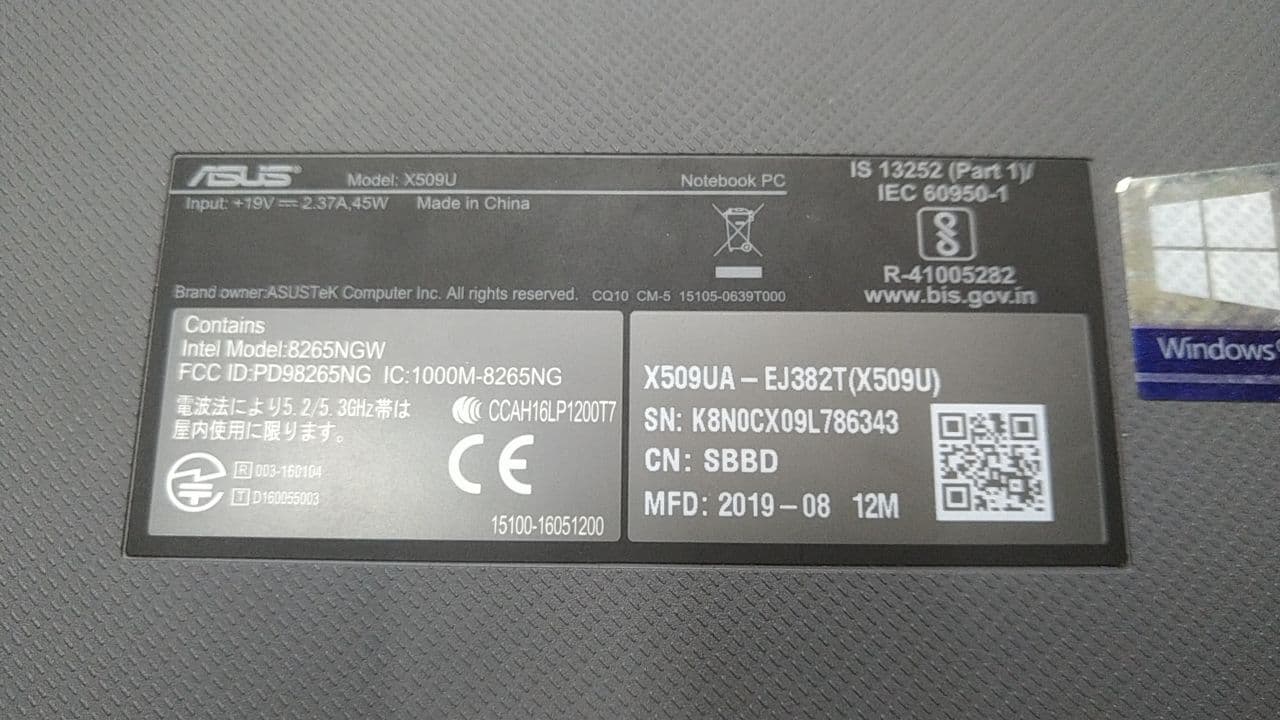 ASUS Model: X509U Notebook PC
Input: +19V ⎓ 2.37A,45W Made in China
Brand owner:ASUSTeK Computer Inc. All rights reserved. CQ10 CM-5 15105-0639T000
IS 13252 (Part 1)/
IEC 60950-1
R-41005282
www.bis.gov.in
Contains
Intel Model:8265NGW
FCC ID:PD98265NG IC:1000M-8265NG
電波法により5.2/5.3GHz帯は
屋内使用に限ります。
CCAH16LP1200T7
R 003-160104
T D160055003
CE
15100-16051200
X509UA – EJ382T(X509U)
SN: K8N0CX09L786343
CN: SBBD
MFD: 2019 – 08 12M
Windows